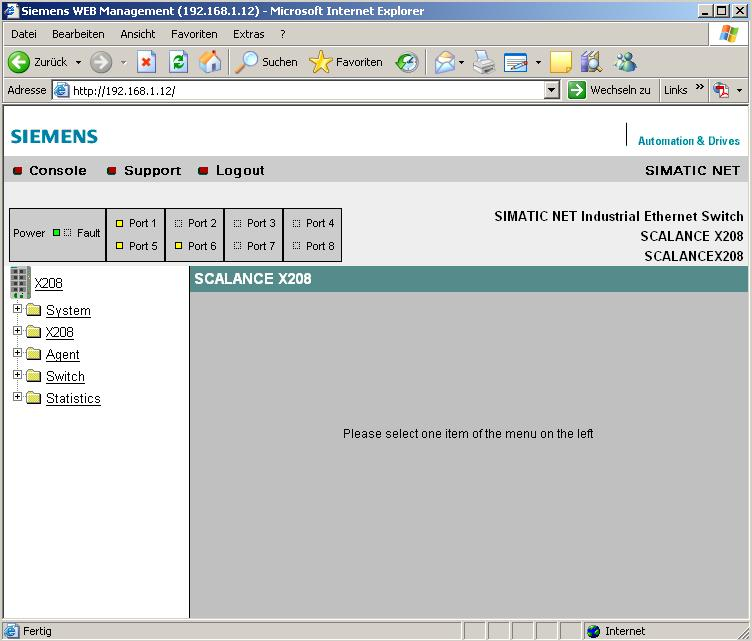 Siemens WEB Management (192.168.1.12) - Microsoft Internet Explorer
Datei Bearbeiten Ansicht Favoriten Extras ?
Zurück Suchen Favoriten
Adresse http://192.168.1.12/ Wechseln zu Links »
SIEMENS
Automation & Drives
Console Support Logout SIMATIC NET
Power Fault Port 1 Port 2 Port 3 Port 4
Port 5 Port 6 Port 7 Port 8
SIMATIC NET Industrial Ethernet Switch
SCALANCE X208
SCALANCEX208
X208
System
X208
Agent
Switch
Statistics
SCALANCE X208
Please select one item of the menu on the left
Fertig Internet